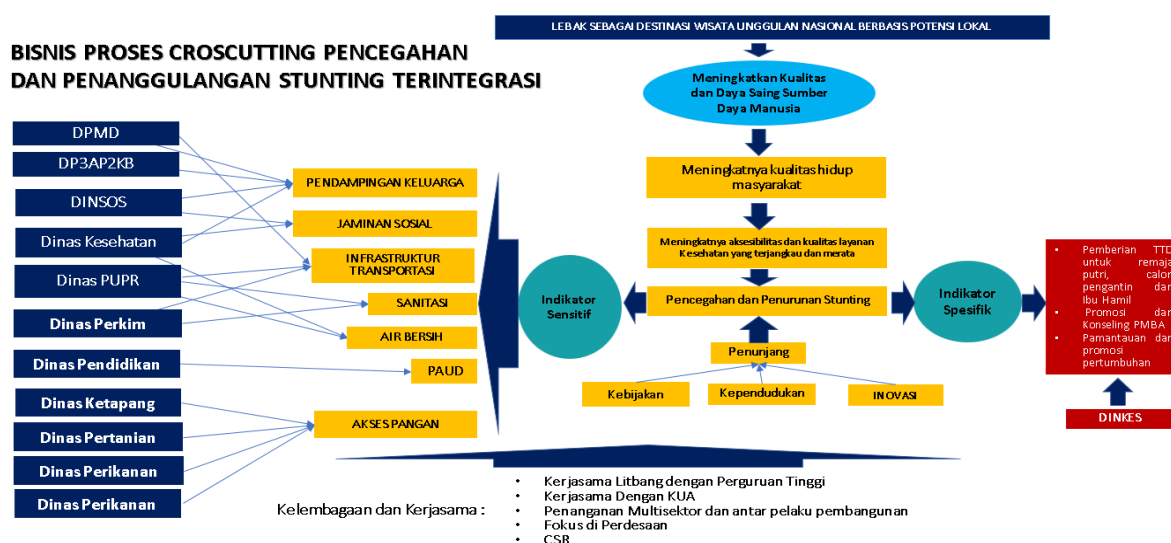 LEBAK SEBAGAI DESTINASI WISATA UNGGULAN NASIONAL BERBASIS POTENSI LOKAL
BISNIS PROSES CROSCUTTING PENCEGAHAN
DAN PENANGGULANGAN STUNTING TERINTEGRASI
DPMD
DP3AP2KB
DINSOS
Dinas Kesehatan
Dinas PUPR
Dinas Perkim
Dinas Pendidikan
Dinas Ketapang
Dinas Pertanian
Dinas Perikanan
Dinas Perikanan
PENDAMPINGAN KELUARGA
JAMINAN SOSIAL
INFRASTRUKTUR
TRANSPORTASI
SANITASI
AIR BERSIH
PAUD
AKSES PANGAN
Indikator
Sensitif
Meningkatkan Kualitas
dan Daya Saing Sumber
Daya Manusia
Meningkatnya kualitas hidup
masyarakat
Meningkatnya aksesibilitas dan kualitas layanan
Kesehatan yang terjangkau dan merata
Pencegahan dan Penurunan Stunting
Penunjang
Kebijakan
Kependudukan
INOVASI
Indikator
Spesifik
• Pemberian TTD
untuk remaja
putri, calon
pengantin dan
Ibu Hamil
• Promosi dan
Konseling PMBA
• Pamantauan dan
promosi
pertumbuhan
DINKES
Kelembagaan dan Kerjasama :
• Kerjasama Litbang dengan Perguruan Tinggi
• Kerjasama Dengan KUA
• Penanganan Multisektor dan antar pelaku pembangunan
• Fokus di Perdesaan
• CSR